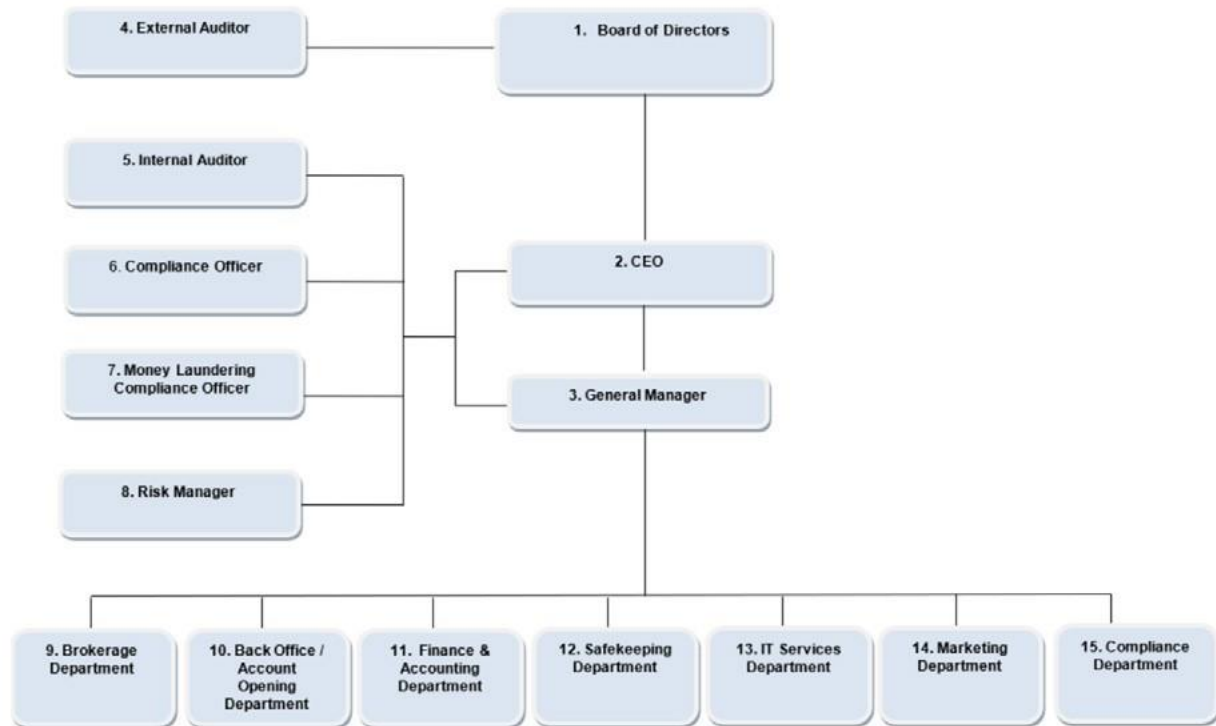 4. External Auditor
1. Board of Directors
5. Internal Auditor
6. Compliance Officer
2. CEO
7. Money Laundering
Compliance Officer
3. General Manager
8. Risk Manager
9. Brokerage
Department
10. Back Office /
Account
Opening
Department
11. Finance &
Accounting
Department
12. Safekeeping
Department
13. IT Services
Department
14. Marketing
Department
15. Compliance
Department